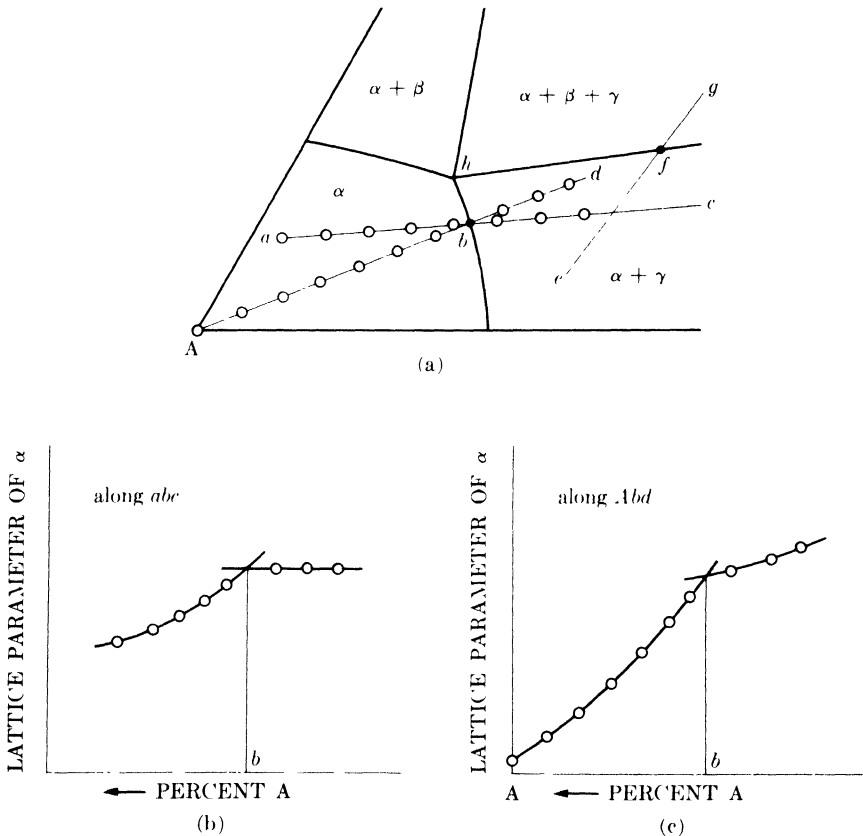 α + β
α + β + γ
g
h
f
d
α
a
b
c
e
α + γ
A
(a)
LATTICE PARAMETER OF α
along abc
b
PERCENT A
(b)
LATTICE PARAMETER OF α
along Abd
A
b
PERCENT A
(c)